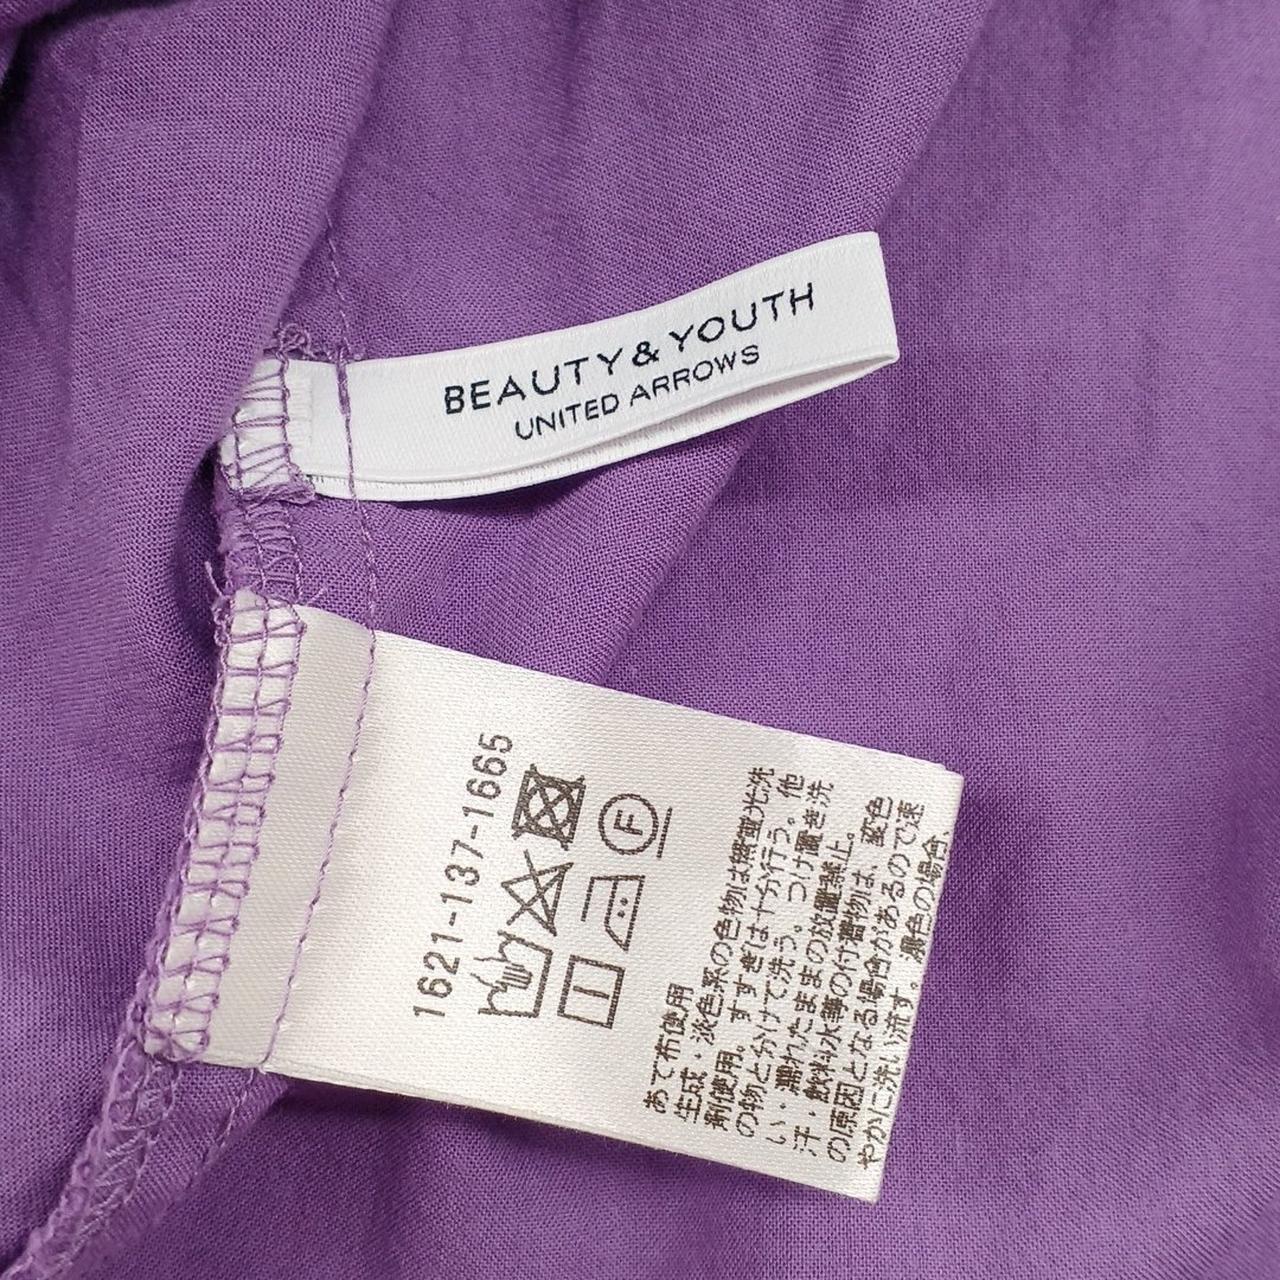 BEAUTY&YOUTH
UNITED ARROWS
1621-137-1665
F
あて布使用
生成・淡色系の色物は無蛍光洗
剤使用。すすぎは十分行う。他
の物と分けて洗う。つけ置き洗
い・濡れたままの放置禁止。
汗・飲料水等の付着物は、変色
の原因となる場合があるので速
やかに洗い流す。濃色の場合、